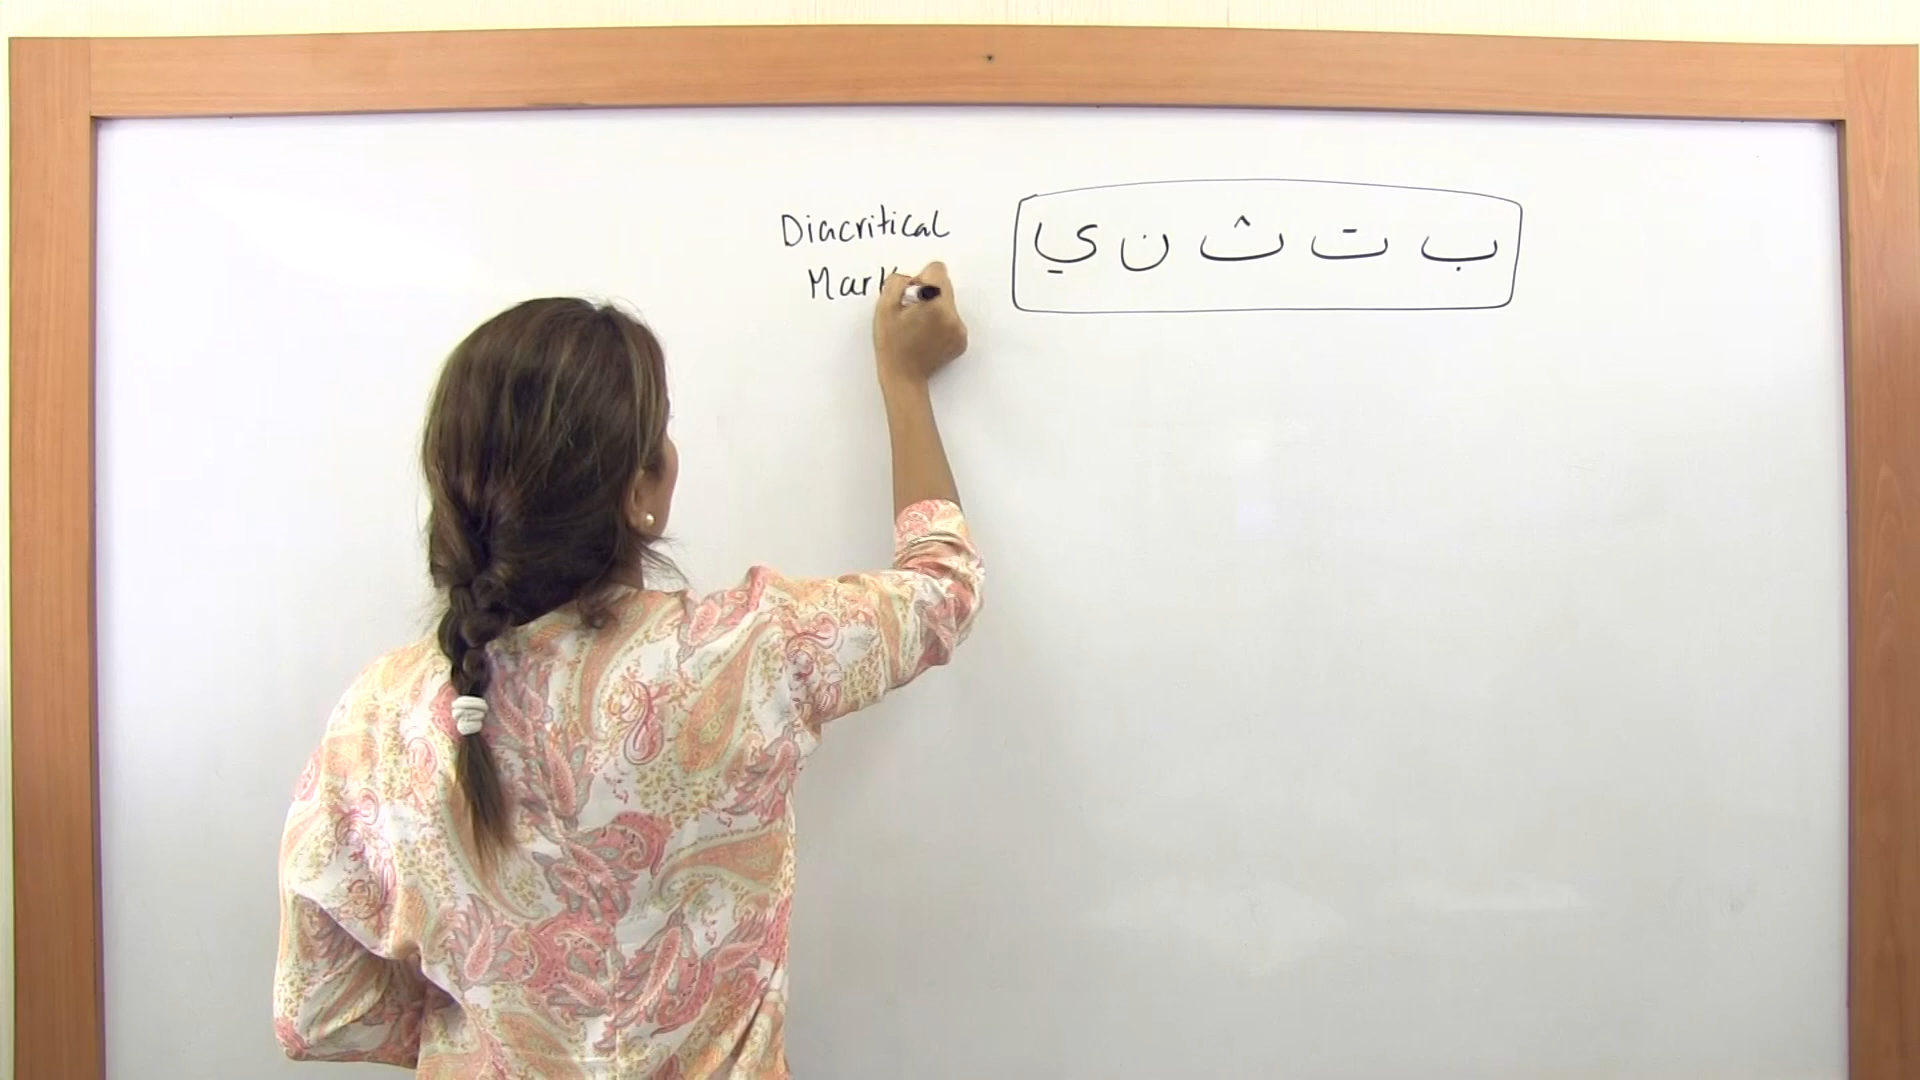 Diacritical
Mark
ب ت ث ن ي